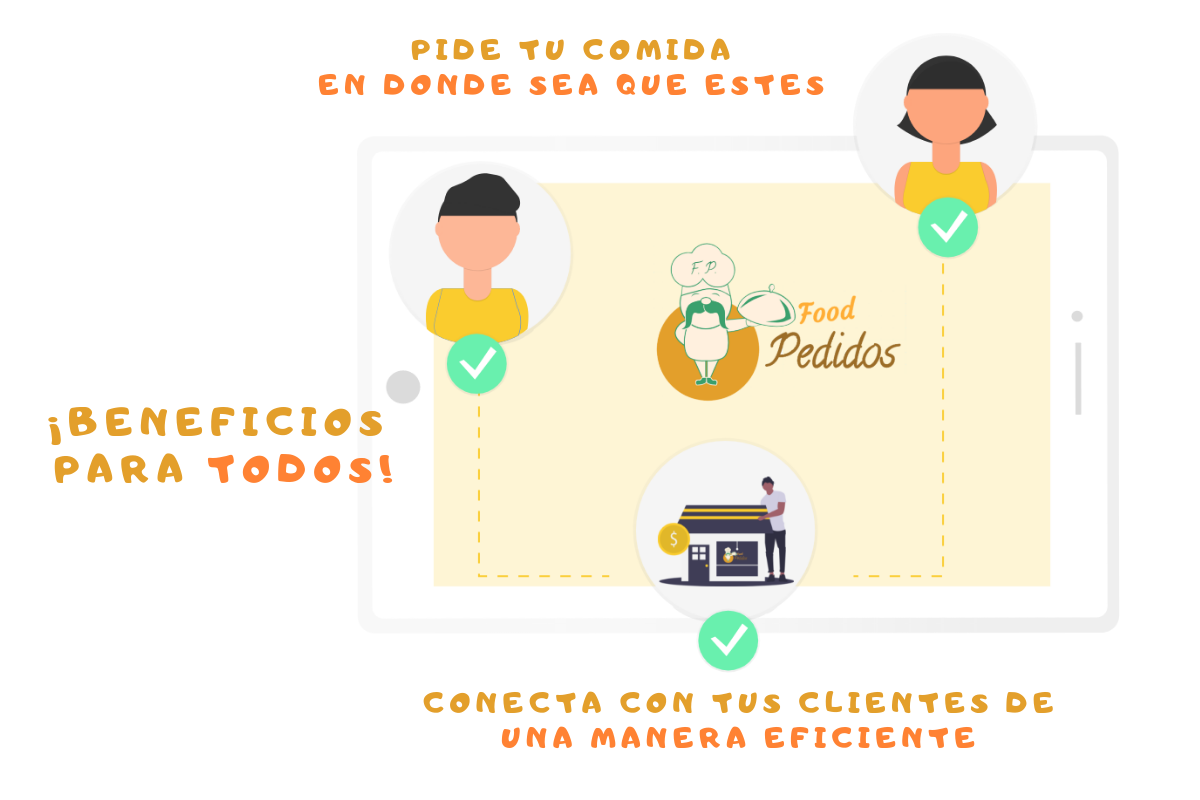 PIDE TU COMIDA
EN DONDE SEA QUE ESTES
F.P.
Food
Pedidos
¡BENEFICIOS
PARA TODOS!
$
CONECTA CON TUS CLIENTES DE
UNA MANERA EFICIENTE